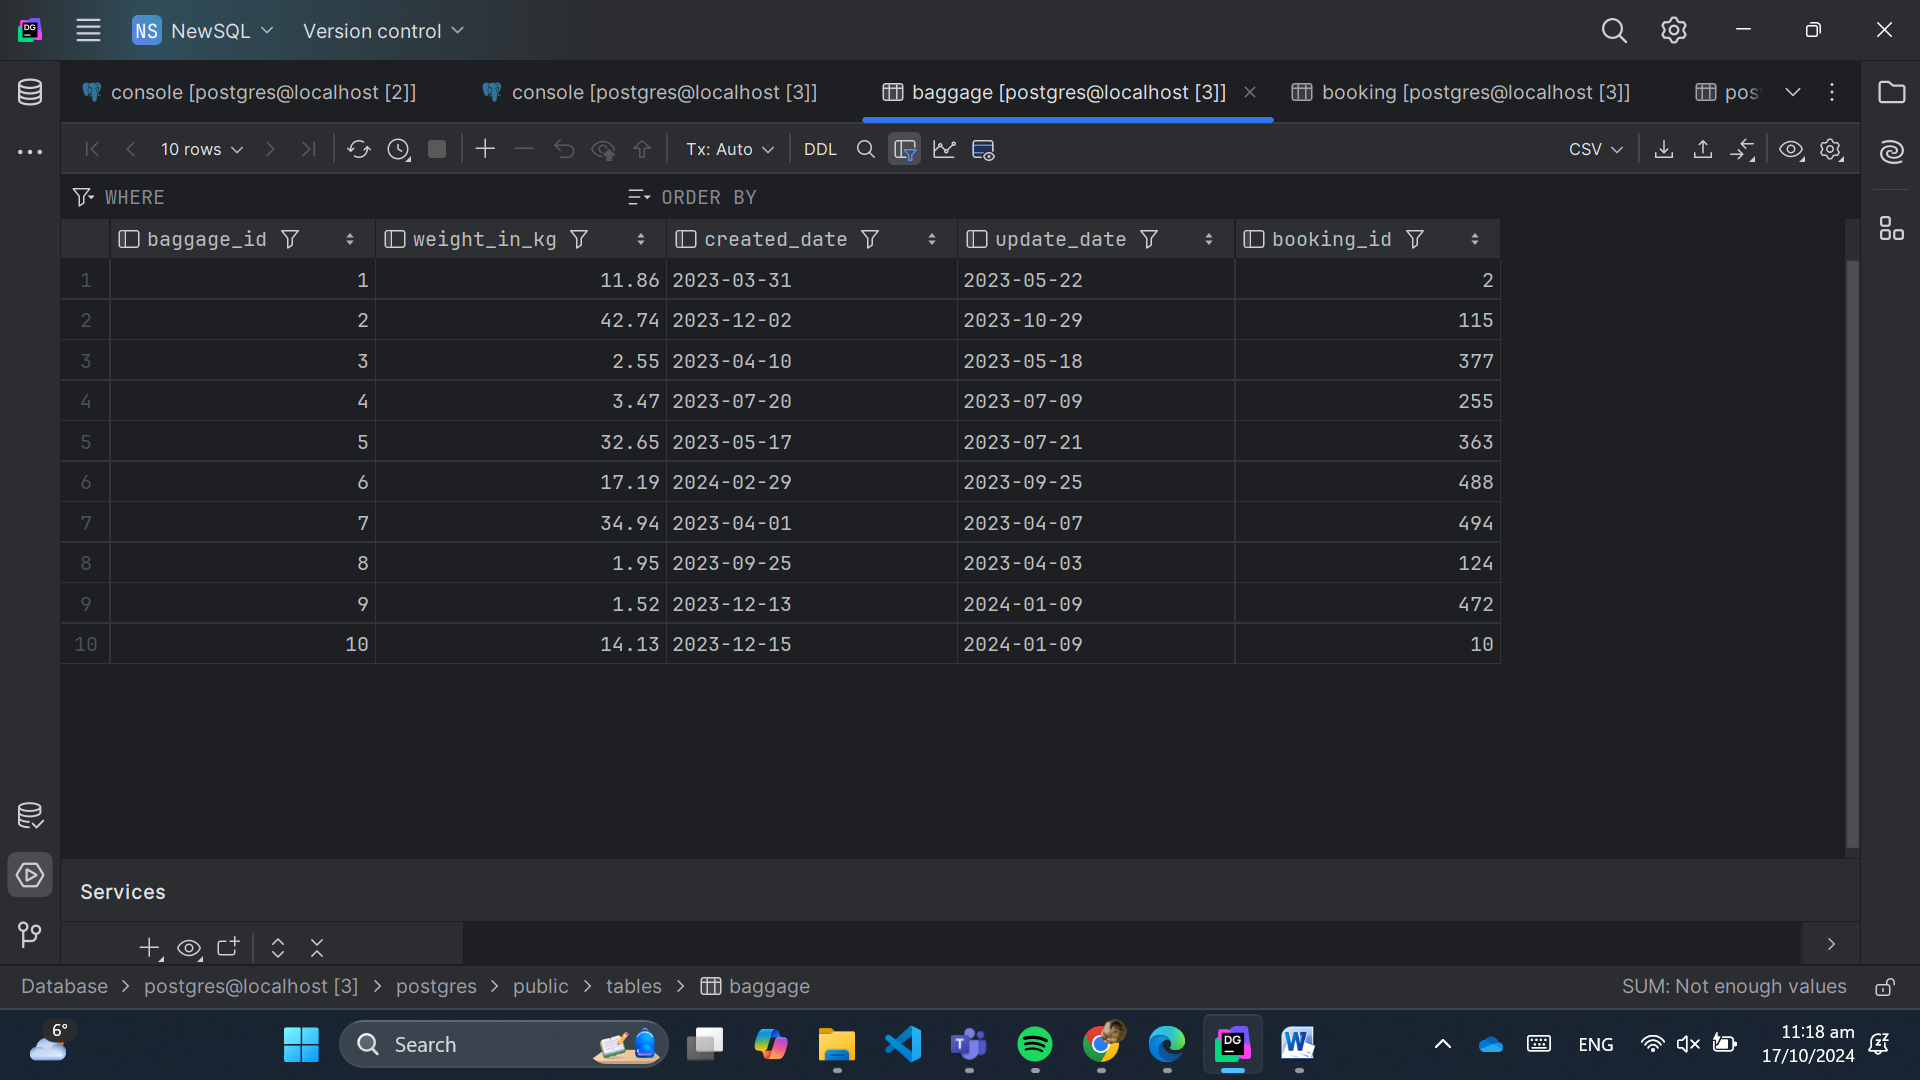 DG NS NewSQL Version control
console [postgres@localhost [2]] console [postgres@localhost [3]] baggage [postgres@localhost [3]] booking [postgres@localhost [3]] pos
10 rows Tx: Auto DDL CSV
WHERE ORDER BY
baggage_id weight_in_kg created_date update_date booking_id
1 1 11.86 2023-03-31 2023-05-22 2
2 2 42.74 2023-12-02 2023-10-29 115
3 3 2.55 2023-04-10 2023-05-18 377
4 4 3.47 2023-07-20 2023-07-09 255
5 5 32.65 2023-05-17 2023-07-21 363
6 6 17.19 2024-02-29 2023-09-25 488
7 7 34.94 2023-04-01 2023-04-07 494
8 8 1.95 2023-09-25 2023-04-03 124
9 9 1.52 2023-12-13 2024-01-09 472
10 10 14.13 2023-12-15 2024-01-09 10
Services
Database > postgres@localhost [3] > postgres > public > tables > baggage SUM: Not enough values
6° Search DG W ENG 11:18 am
17/10/2024